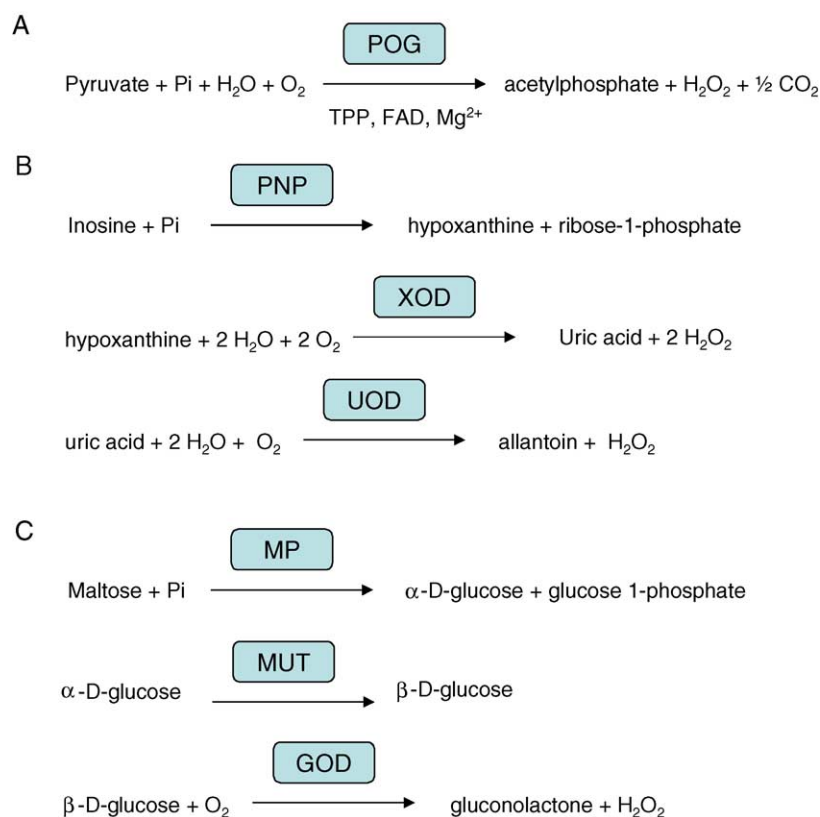 A
POG
Pyruvate + Pi + H₂O + O₂ acetylphosphate + H₂O₂ + ½ CO₂
TPP, FAD, Mg²⁺
B
PNP
Inosine + Pi hypoxanthine + ribose-1-phosphate
XOD
hypoxanthine + 2 H₂O + 2 O₂ Uric acid + 2 H₂O₂
UOD
uric acid + 2 H₂O + O₂ allantoin + H₂O₂
C
MP
Maltose + Pi α-D-glucose + glucose 1-phosphate
MUT
α-D-glucose β-D-glucose
GOD
β-D-glucose + O₂ gluconolactone + H₂O₂